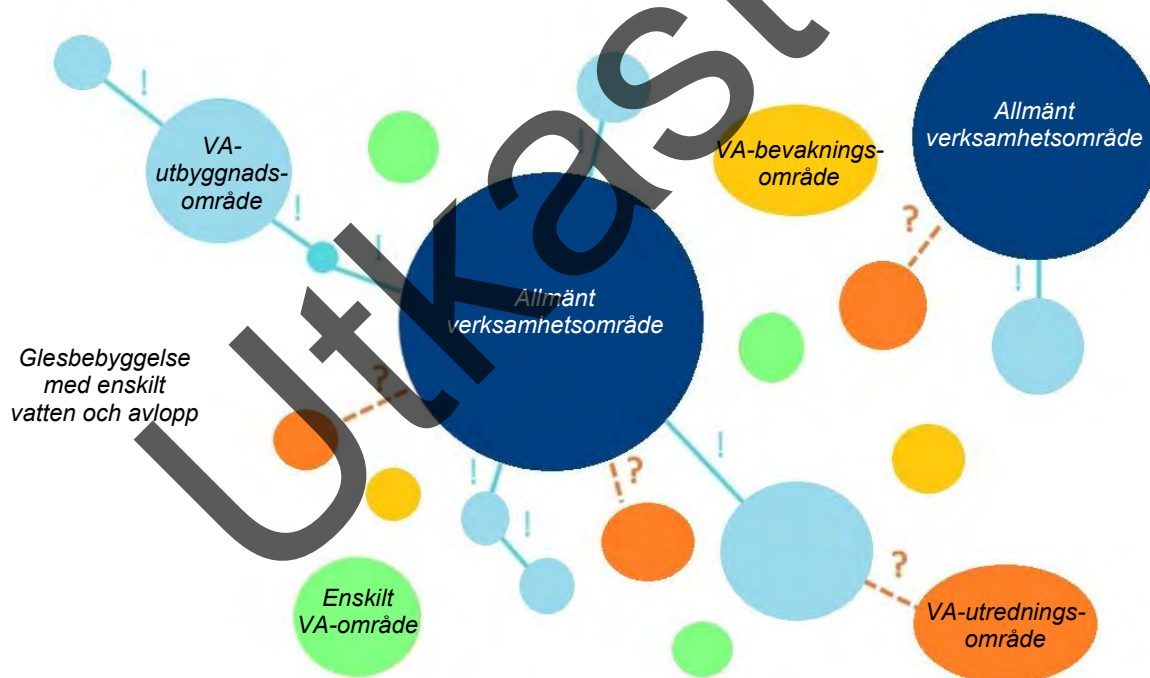 !
VA-
utbyggnads-
område
!
!
!
VA-bevaknings-
område
Allmänt
verksamhetsområde
?
!
Allmänt
verksamhetsområde
Glesbebyggelse
med enskilt
vatten och avlopp
?
!
!
?
!
?
Enskilt
VA-område
VA-utrednings-
område
Utkast